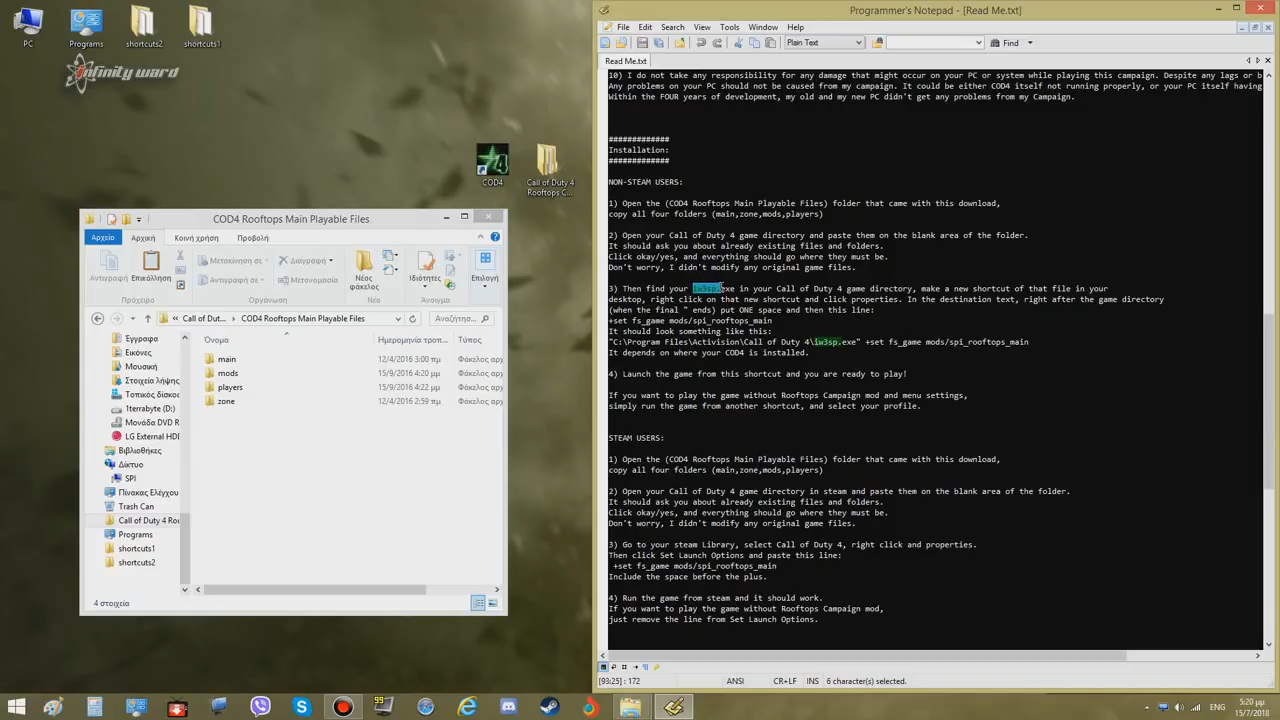 PC
Programs
shortcuts2
shortcuts1
infinity ward
COD4
Call of Duty 4
Rooftops C...
COD4 Rooftops Main Playable Files
Αρχείο
Αρχική
Κοινή χρήση
Προβολή
Αντιγραφή
Επικόλληση
Μετακίνηση σε
Αντιγραφή σε
Διαγραφή
Μετονομασία
Νέος
φάκελος
Ιδιότητες
Επιλογή
Call of Dut...
COD4 Rooftops Main Playable Files
Αναζήτησ...
Όνομα
Ημερομηνία τροπ...
Τύπος
main
12/4/2016 3:00 πμ
Φάκελος αρχ
mods
15/9/2016 4:20 μμ
Φάκελος αρχ
players
15/9/2016 4:22 μμ
Φάκελος αρχ
zone
12/4/2016 2:59 πμ
Φάκελος αρχ
Έγγραφα
Εικόνες
Μουσική
Στοιχεία λήψης
Τοπικός δίσκος
1terrabyte (D:)
Μονάδα DVD R
LG External HDD
Βιβλιοθήκες
Δίκτυο
SPI
Πίνακας Ελέγχου
Trash Can
Call of Duty 4 Roo
Programs
shortcuts1
shortcuts2
4 στοιχεία
Programmer's Notepad - [Read Me.txt]
File Edit Search View Tools Window Help
Plain Text
Find
Read Me.txt
10) I do not take any responsibility for any damage that might occur on your PC or system while playing this campaign. Despite any lags or b
Any problems on your PC should not be caused from my campaign. It could be either COD4 itself not running properly, or your PC itself having
Within the FOUR years of development, my old and my new PC didn't get any problems from my Campaign.
#############
Installation:
#############
NON-STEAM USERS:
1) Open the (COD4 Rooftops Main Playable Files) folder that came with this download,
copy all four folders (main,zone,mods,players)
2) Open your Call of Duty 4 game directory and paste them on the blank area of the folder.
It should ask you about already existing files and folders.
Click okay/yes, and everything should go where they must be.
Don't worry, I didn't modify any original game files.
3) Then find your iw3sp.exe in your Call of Duty 4 game directory, make a new shortcut of that file in your
desktop, right click on that new shortcut and click properties. In the destination text, right after the game directory
(when the final " ends) put ONE space and then this line:
+set fs_game mods/spi_rooftops_main
It should look something like this:
"C:\Program Files\Activision\Call of Duty 4\iw3sp.exe" +set fs_game mods/spi_rooftops_main
It depends on where your COD4 is installed.
4) Launch the game from this shortcut and you are ready to play!
If you want to play the game without Rooftops Campaign mod and menu settings,
simply run the game from another shortcut, and select your profile.
STEAM USERS:
1) Open the (COD4 Rooftops Main Playable Files) folder that came with this download,
copy all four folders (main,zone,mods,players)
2) Open your Call of Duty 4 game directory in steam and paste them on the blank area of the folder.
It should ask you about already existing files and folders.
Click okay/yes, and everything should go where they must be.
Don't worry, I didn't modify any original game files.
3) Go to your steam Library, select Call of Duty 4, right click and properties.
Then click Set Launch Options and paste this line:
+set fs_game mods/spi_rooftops_main
Include the space before the plus.
4) Run the game from steam and it should work.
If you want to play the game without Rooftops Campaign mod,
just remove the line from Set Launch Options.
[93:25] : 172
ANSI
CR+LF
INS
6 character(s) selected.
99
ENG
5:20 μμ
15/7/2018